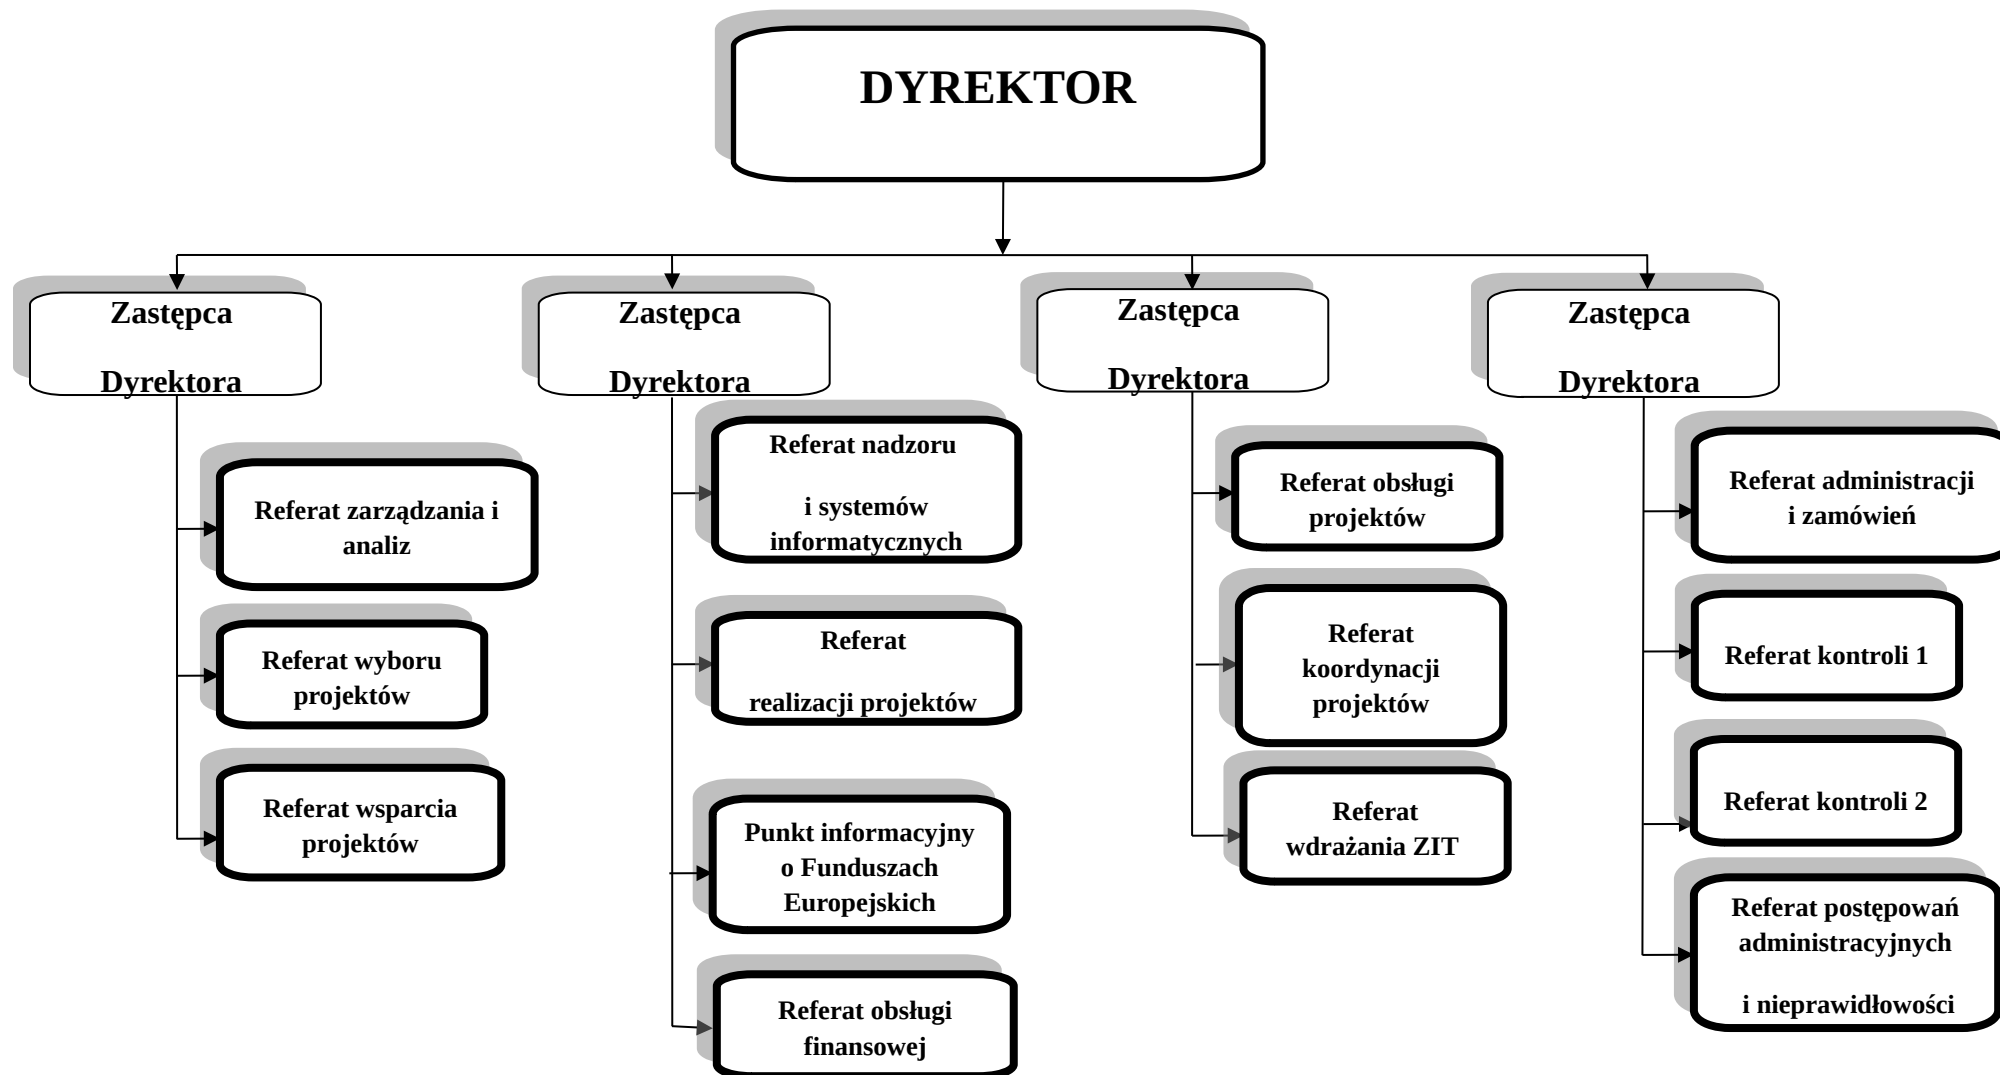 DYREKTOR
Zastępca
Dyrektora
Referat zarządzania i
analiz
Referat wyboru
projektów
Referat wsparcia
projektów
Zastępca
Dyrektora
Referat nadzoru
i systemów
informatycznych
Referat
realizacji projektów
Punkt informacyjny
o Funduszach
Europejskich
Referat obsługi
finansowej
Zastępca
Dyrektora
Referat obsługi
projektów
Referat
koordynacji
projektów
Referat
wdrażania ZIT
Zastępca
Dyrektora
Referat administracji
i zamówień
Referat kontroli 1
Referat kontroli 2
Referat postępowań
administracyjnych
i nieprawidłowości